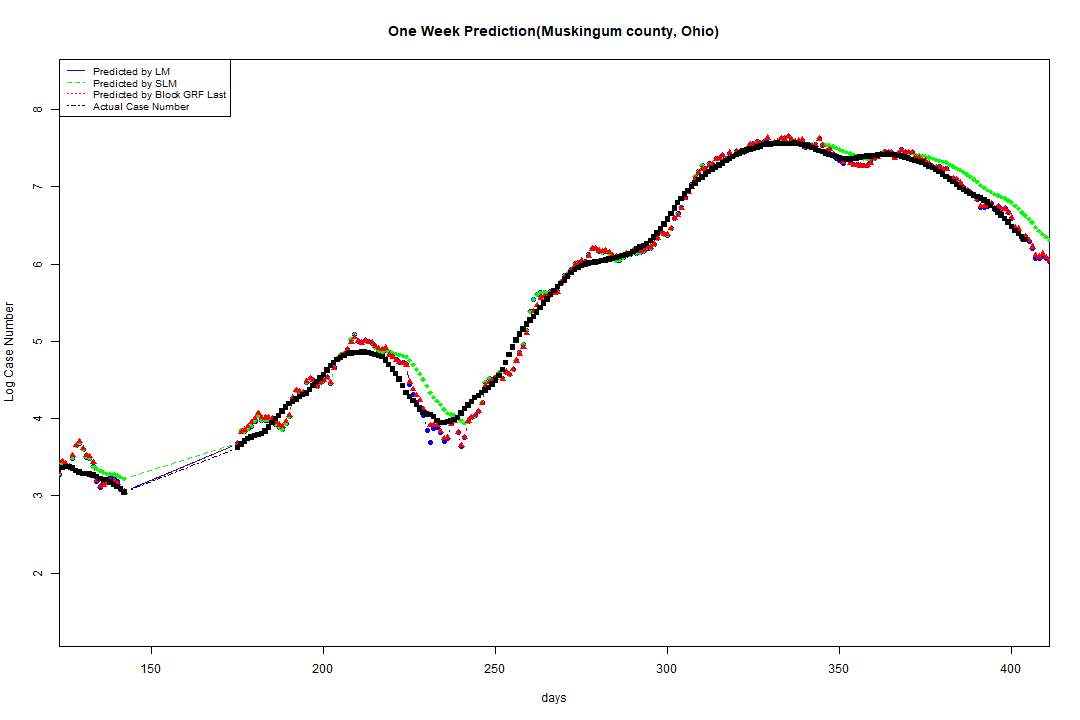 One Week Prediction(Muskingum county, Ohio)
Predicted by LM
Predicted by SLM
Predicted by Block GRF Last
Actual Case Number
Log Case Number
8
7
6
5
4
3
2
150 200 250 300 350 400
days